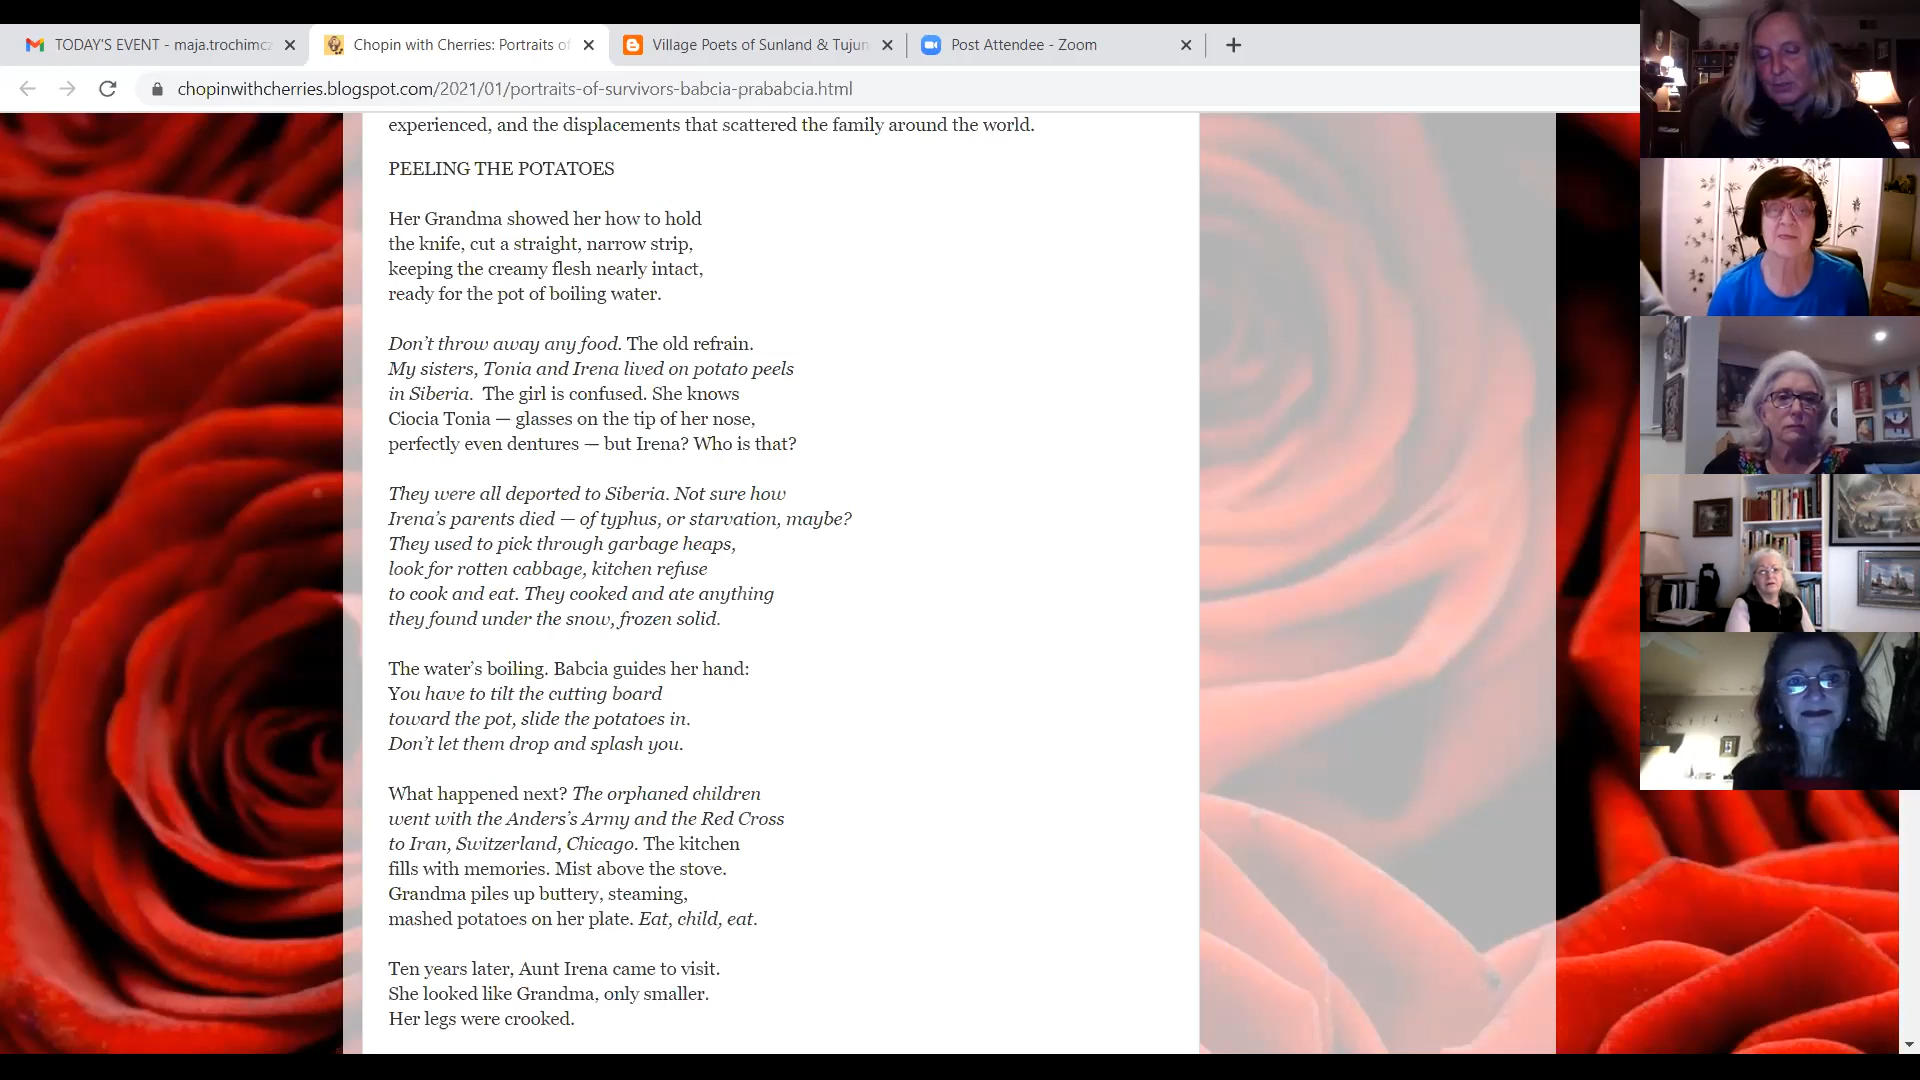 TODAY'S EVENT - maja.trochimcz
Chopin with Cherries: Portraits of
Village Poets of Sunland & Tujun
Post Attendee - Zoom
chopinwithcherries.blogspot.com/2021/01/portraits-of-survivors-babcia-prababcia.html
experienced, and the displacements that scattered the family around the world.
PEELING THE POTATOES
Her Grandma showed her how to hold
the knife, cut a straight, narrow strip,
keeping the creamy flesh nearly intact,
ready for the pot of boiling water.
Don't throw away any food. The old refrain.
My sisters, Tonia and Irena lived on potato peels
in Siberia.  The girl is confused. She knows
Ciocia Tonia — glasses on the tip of her nose,
perfectly even dentures — but Irena? Who is that?
They were all deported to Siberia. Not sure how
Irena's parents died — of typhus, or starvation, maybe?
They used to pick through garbage heaps,
look for rotten cabbage, kitchen refuse
to cook and eat. They cooked and ate anything
they found under the snow, frozen solid.
The water's boiling. Babcia guides her hand:
You have to tilt the cutting board
toward the pot, slide the potatoes in.
Don't let them drop and splash you.
What happened next? The orphaned children
went with the Anders's Army and the Red Cross
to Iran, Switzerland, Chicago. The kitchen
fills with memories. Mist above the stove.
Grandma piles up buttery, steaming,
mashed potatoes on her plate. Eat, child, eat.
Ten years later, Aunt Irena came to visit.
She looked like Grandma, only smaller.
Her legs were crooked.